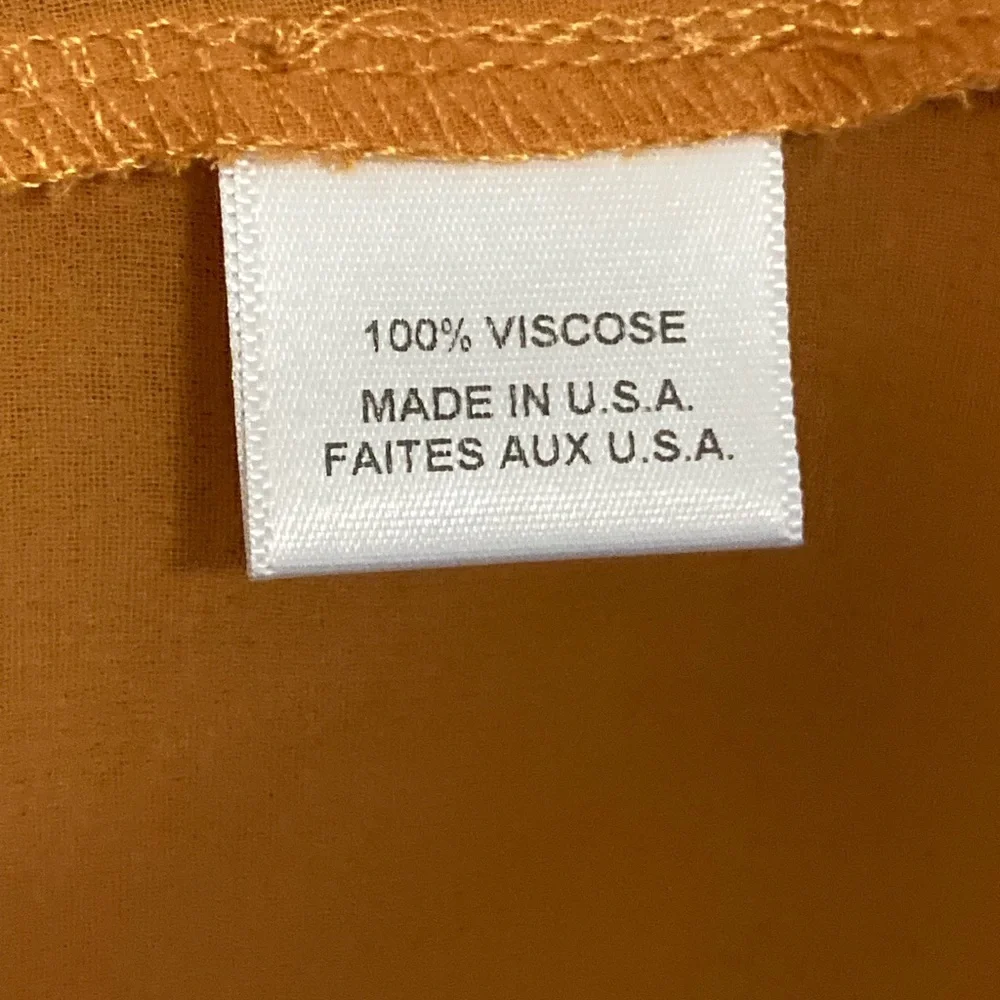 100% VISCOSE
MADE IN U.S.A.
FAITES AUX U.S.A.